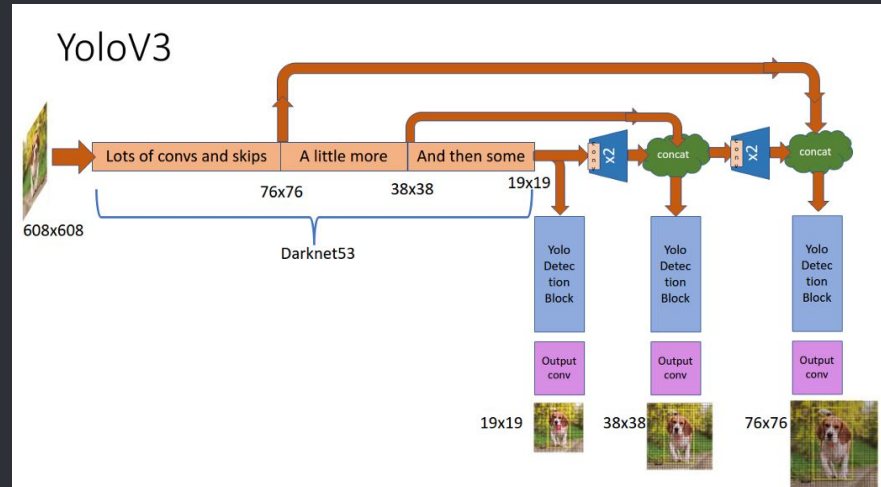 YoloV3
Lots of convs and skips
A little more
And then some
conv
x2
concat
conv
x2
concat
76x76
38x38
19x19
608x608
Darknet53
Yolo
Detec
tion
Block
Yolo
Detec
tion
Block
Yolo
Detec
tion
Block
Output
conv
Output
conv
Output
conv
19x19
38x38
76x76